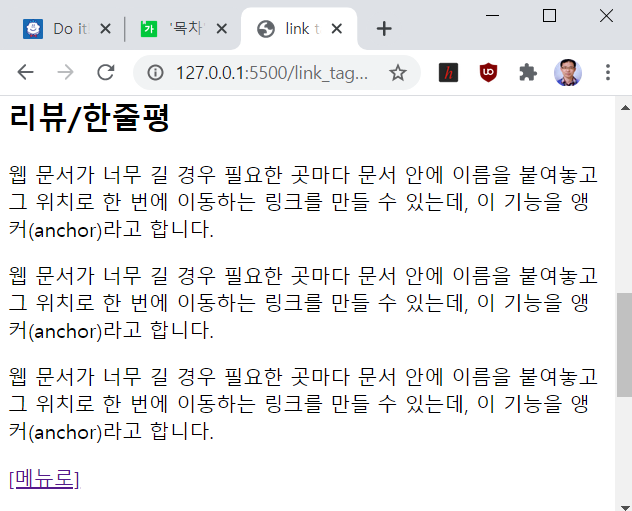 Do it!
'목차'
link t
127.0.0.1:5500/link_tag...
리뷰/한줄평
웹 문서가 너무 길 경우 필요한 곳마다 문서 안에 이름을 붙여놓고
그 위치로 한 번에 이동하는 링크를 만들 수 있는데, 이 기능을 앵
커(anchor)라고 합니다.
웹 문서가 너무 길 경우 필요한 곳마다 문서 안에 이름을 붙여놓고
그 위치로 한 번에 이동하는 링크를 만들 수 있는데, 이 기능을 앵
커(anchor)라고 합니다.
웹 문서가 너무 길 경우 필요한 곳마다 문서 안에 이름을 붙여놓고
그 위치로 한 번에 이동하는 링크를 만들 수 있는데, 이 기능을 앵
커(anchor)라고 합니다.
[메뉴로]